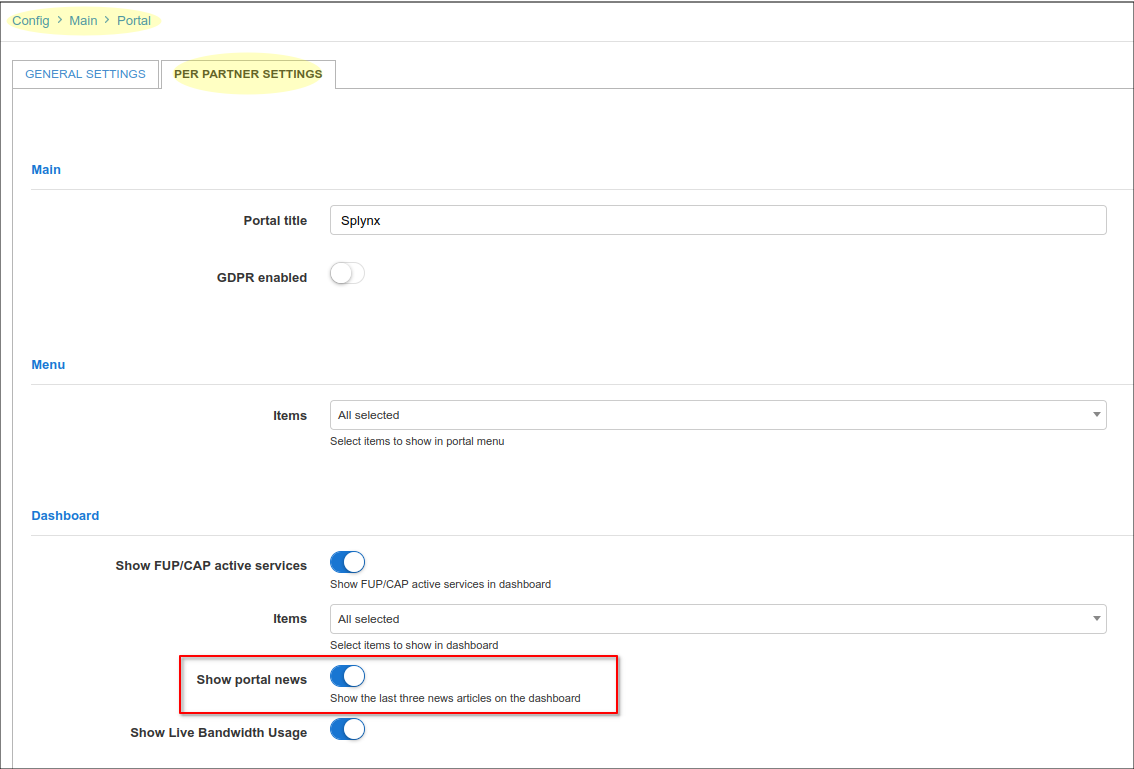 Config > Main > Portal
GENERAL SETTINGS PER PARTNER SETTINGS
Main
Portal title Splynx
GDPR enabled
Menu
Items All selected
Select items to show in portal menu
Dashboard
Show FUP/CAP active services
Show FUP/CAP active services in dashboard
Items All selected
Select items to show in dashboard
Show portal news
Show the last three news articles on the dashboard
Show Live Bandwidth Usage